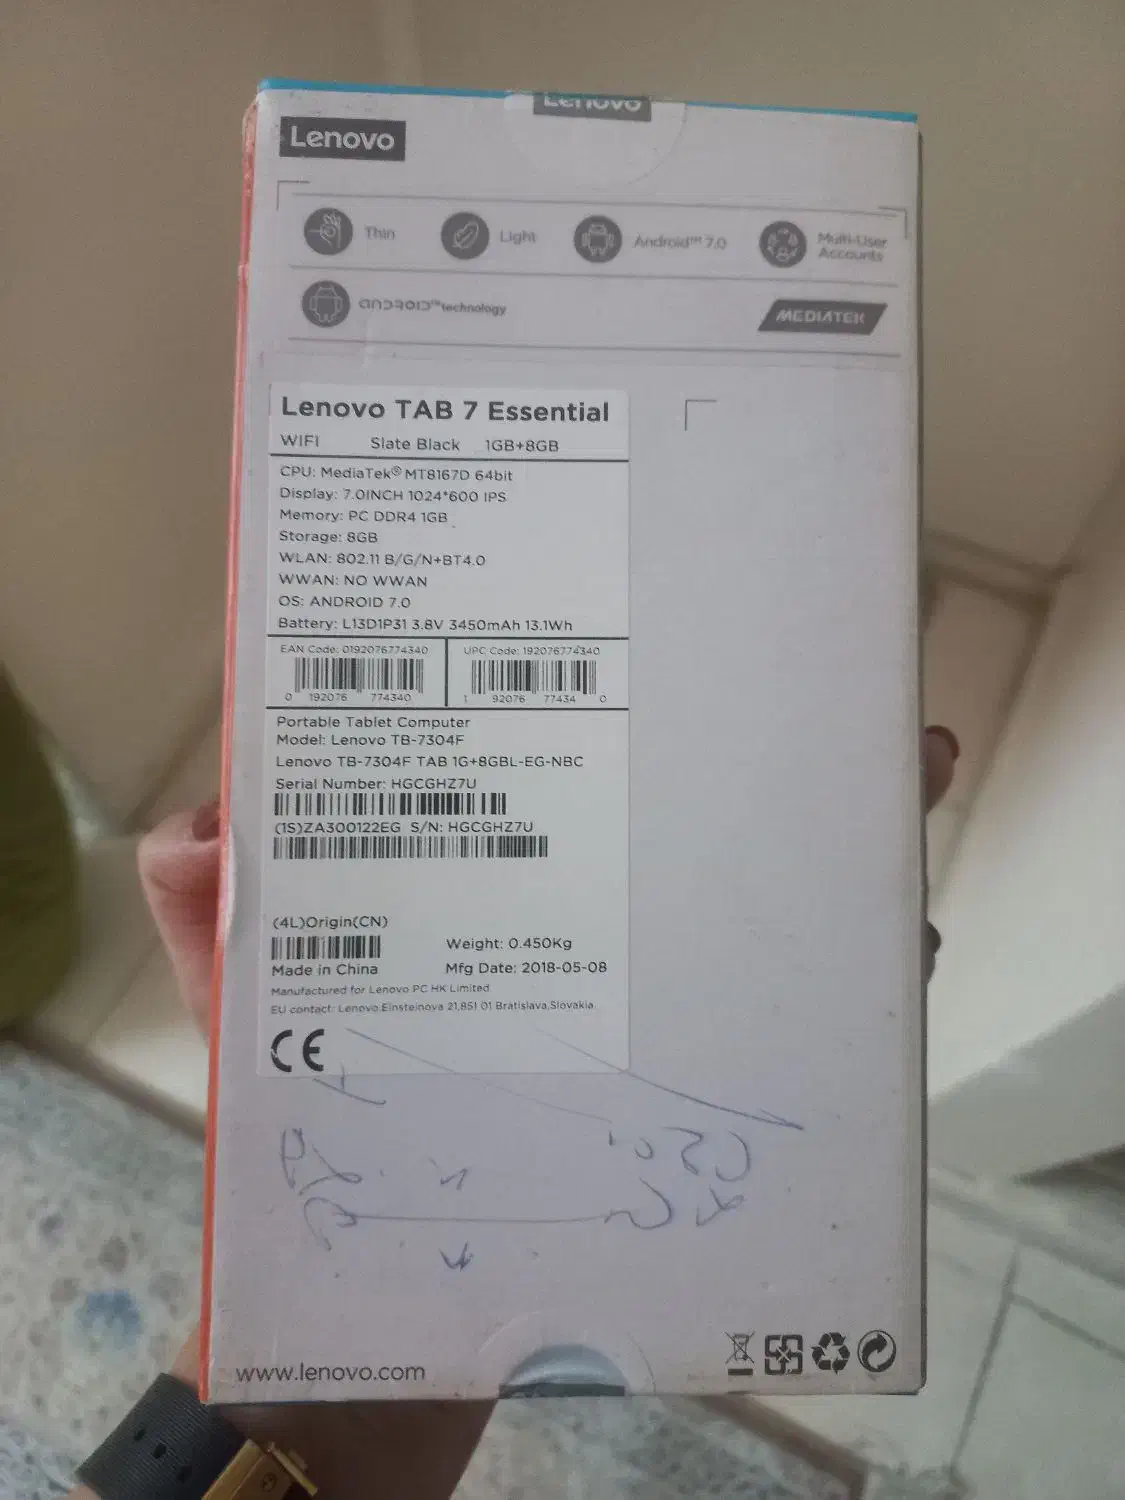 Lenovo
Lenovo
Thin
Light
Android™ 7.0
Multi-User
Accounts
ANDROID™ technology
MEDIATEK
Lenovo TAB 7 Essential
WIFI Slate Black 1GB+8GB
CPU: MediaTek® MT8167D 64bit
Display: 7.0INCH 1024*600 IPS
Memory: PC DDR4 1GB
Storage: 8GB
WLAN: 802.11 B/G/N+BT4.0
WWAN: NO WWAN
OS: ANDROID 7.0
Battery: L13D1P31 3.8V 3450mAh 13.1Wh
EAN Code: 0192076774340
0 192076 774340
UPC Code: 192076774340
1 92076 77434 0
Portable Tablet Computer
Model: Lenovo TB-7304F
Lenovo TB-7304F TAB 1G+8GBL-EG-NBC
Serial Number: HGCGHZ7U
(1S)ZA300122EG S/N: HGCGHZ7U
(4L)Origin(CN)
Made in China
Weight: 0.450Kg
Mfg Date: 2018-05-08
Manufactured for Lenovo PC HK Limited
EU contact: Lenovo,Einsteinova 21,851 01 Bratislava,Slovakia
CE
www.lenovo.com